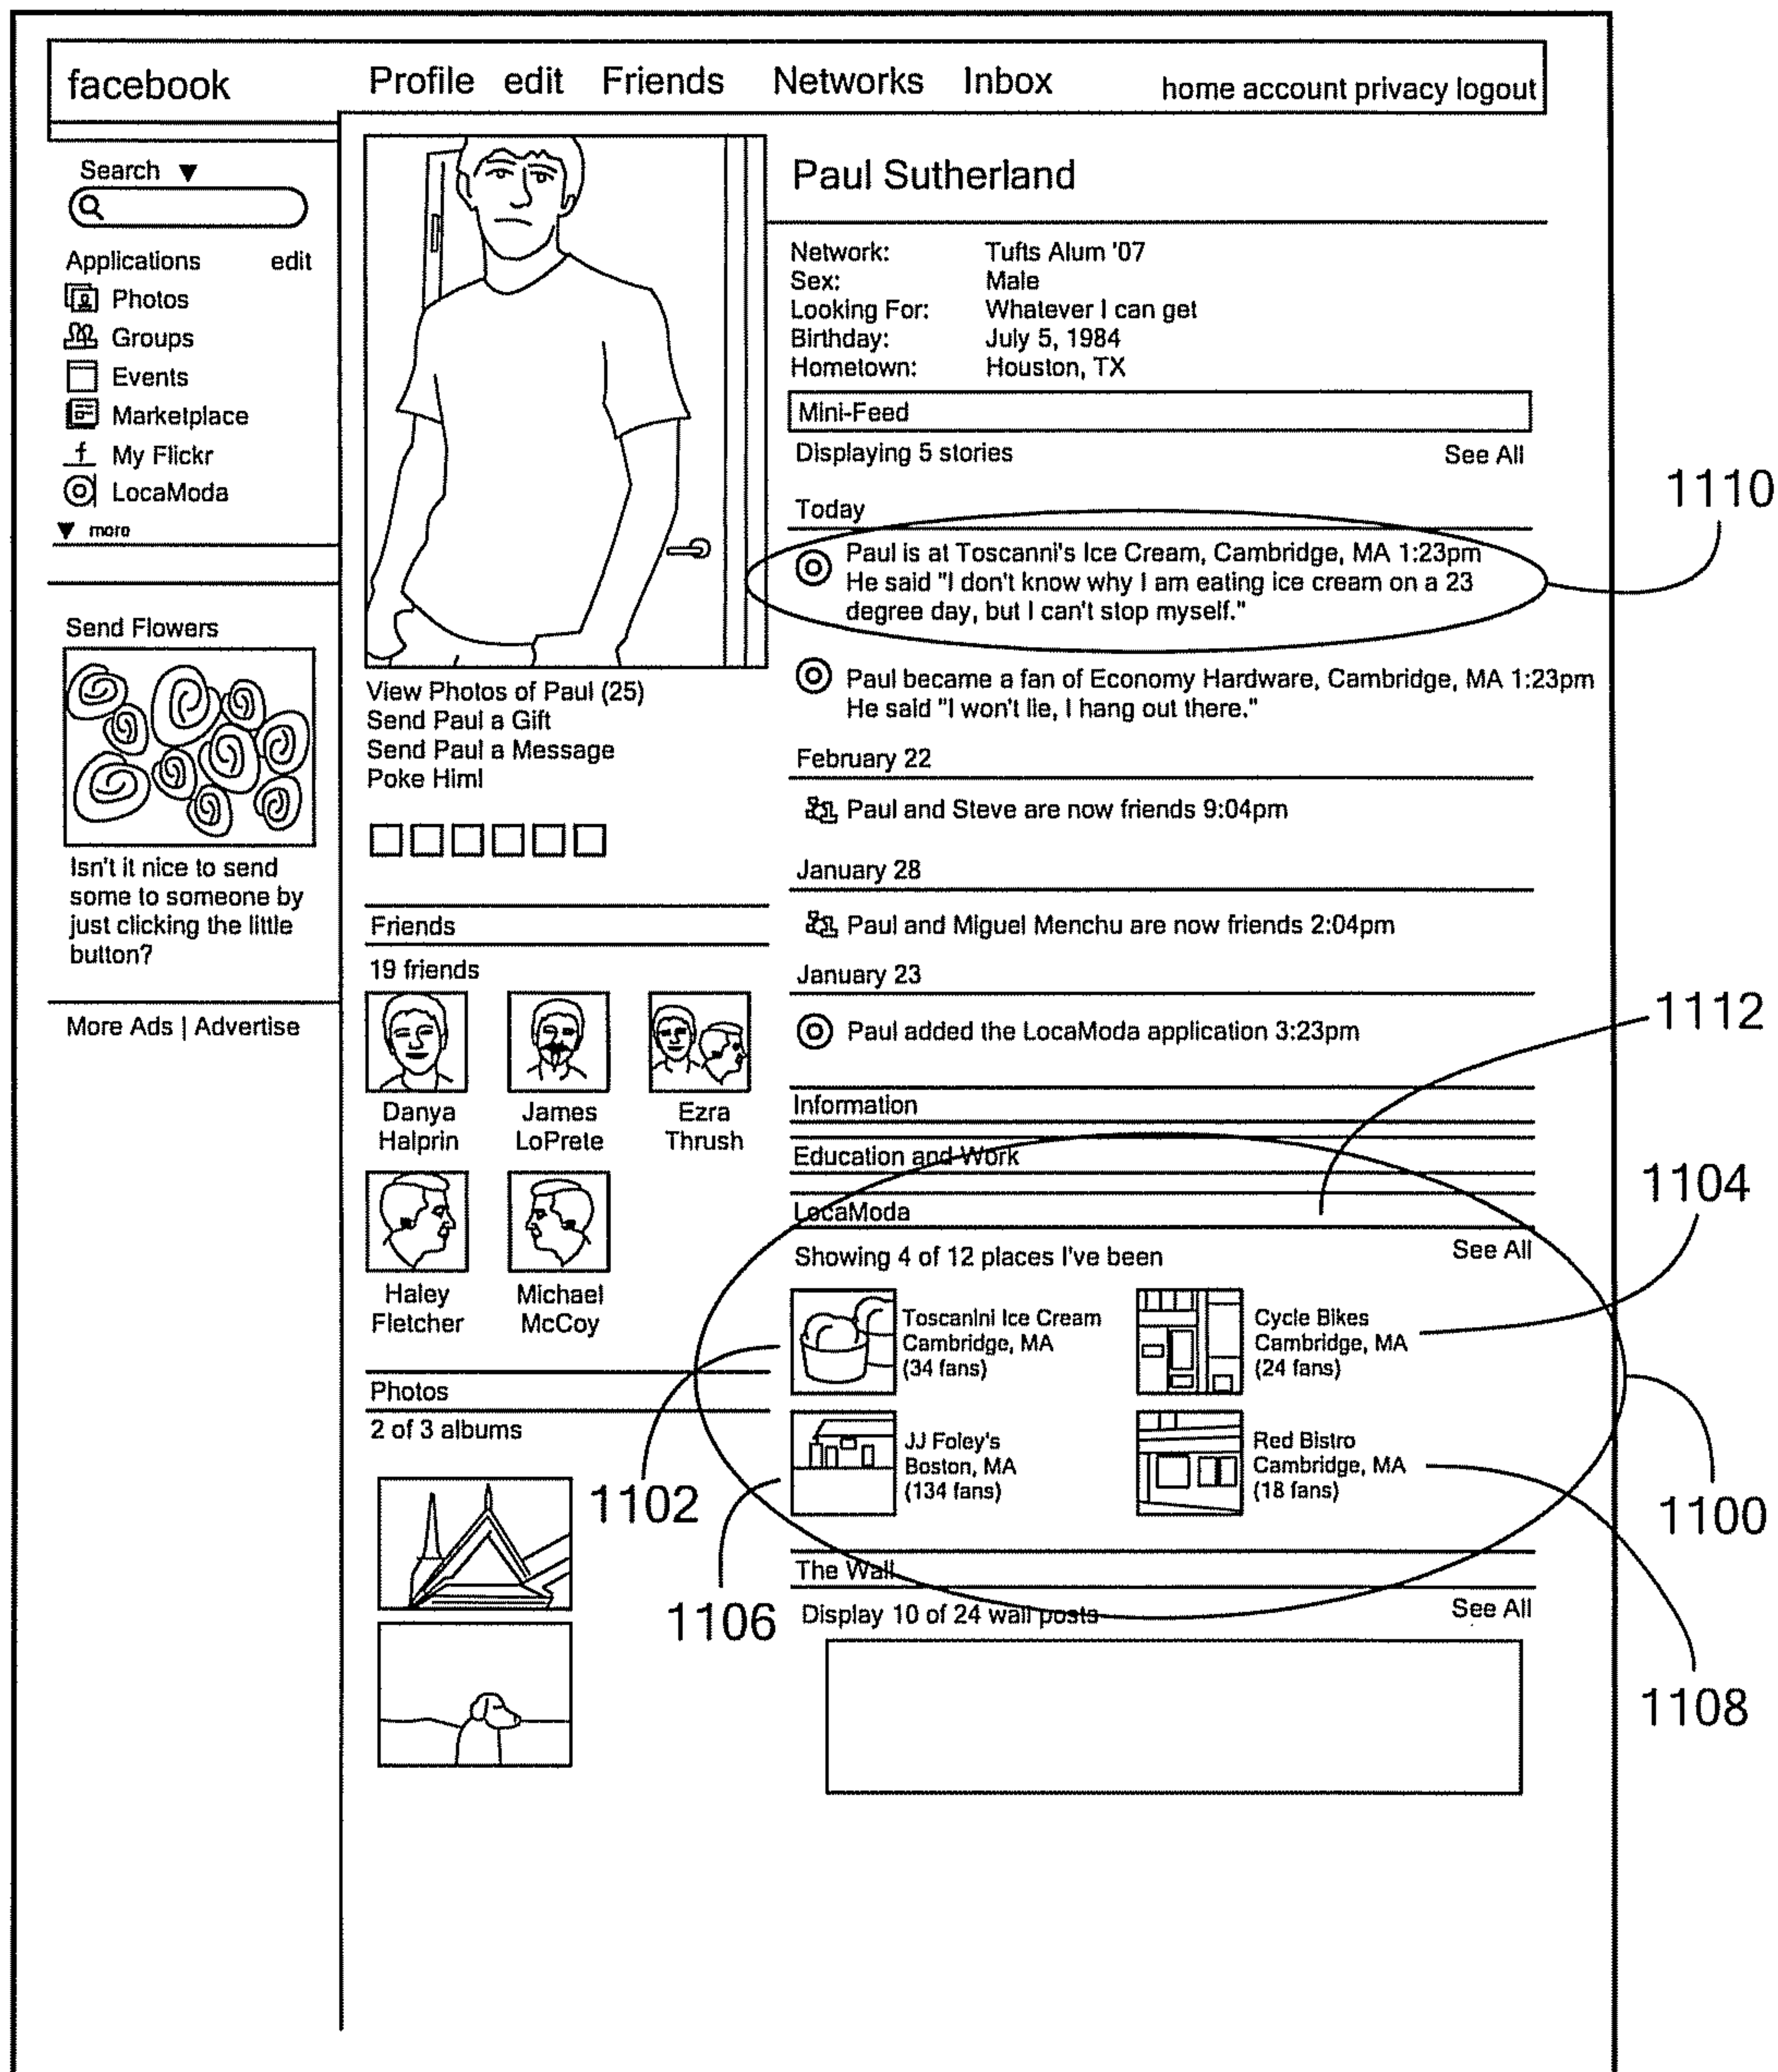 facebook
Profile edit Friends Networks Inbox
home account privacy logout
Search ▼
Applications edit
Photos
Groups
Events
Marketplace
My Flickr
LocaModa
▼ more
Send Flowers
Isn't it nice to send
some to someone by
just clicking the little
button?
More Ads | Advertise
View Photos of Paul (25)
Send Paul a Gift
Send Paul a Message
Poke Him!
Friends
19 friends
Danya
Halprin
James
LoPrete
Ezra
Thrush
Haley
Fletcher
Michael
McCoy
Photos
2 of 3 albums
Paul Sutherland
Network: Tufts Alum '07
Sex: Male
Looking For: Whatever I can get
Birthday: July 5, 1984
Hometown: Houston, TX
Mini-Feed
Displaying 5 stories See All
Today
Paul is at Toscanni's Ice Cream, Cambridge, MA 1:23pm
He said "I don't know why I am eating ice cream on a 23
degree day, but I can't stop myself."
Paul became a fan of Economy Hardware, Cambridge, MA 1:23pm
He said "I won't lie, I hang out there."
February 22
Paul and Steve are now friends 9:04pm
January 28
Paul and Miguel Menchu are now friends 2:04pm
January 23
Paul added the LocaModa application 3:23pm
Information
Education and Work
LocaModa
Showing 4 of 12 places I've been See All
Toscanini Ice Cream
Cambridge, MA
(34 fans)
Cycle Bikes
Cambridge, MA
(24 fans)
JJ Foley's
Boston, MA
(134 fans)
Red Bistro
Cambridge, MA
(18 fans)
The Wall
Display 10 of 24 wall posts See All
1110
1112
1104
1102
1100
1106
1108